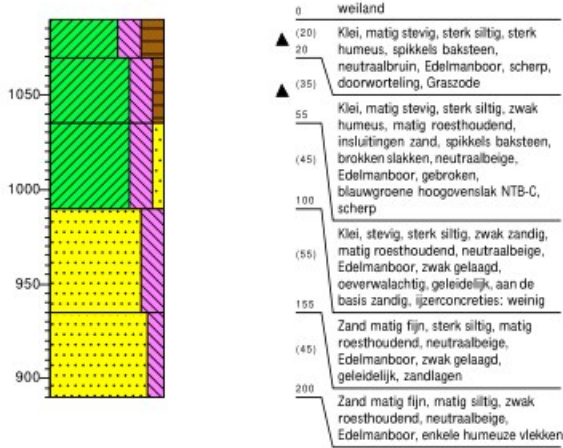 0 weiland
(20) Klei, matig stevig, sterk siltig, sterk
20 humeus, spikkels baksteen,
neutraalbruin, Edelmanboor, scherp,
(35) doorworteling, Graszode
1050
55 Klei, matig stevig, sterk siltig, zwak
humeus, matig roesthoudend,
insluitingen zand, spikkels baksteen,
(45) brokken slakken, neutraalbeige,
Edelmanboor, gebroken,
1000
100 blauwgroene hoogovenslak NTB-C,
scherp
Klei, stevig, sterk siltig, zwak zandig,
(55) matig roesthoudend, neutraalbeige,
Edelmanboor, zwak gelaagd,
950
oeverwalachtig, geleidelijk, aan de
155 basis zandig, ijzerconcreties: weinig
Zand matig fijn, sterk siltig, matig
(45) roesthoudend, neutraalbeige,
Edelmanboor, zwak gelaagd,
900
geleidelijk, zandlagen
200
Zand matig fijn, matig siltig, zwak
roesthoudend, neutraalbeige,
Edelmanboor, enkele humeuze vlekken